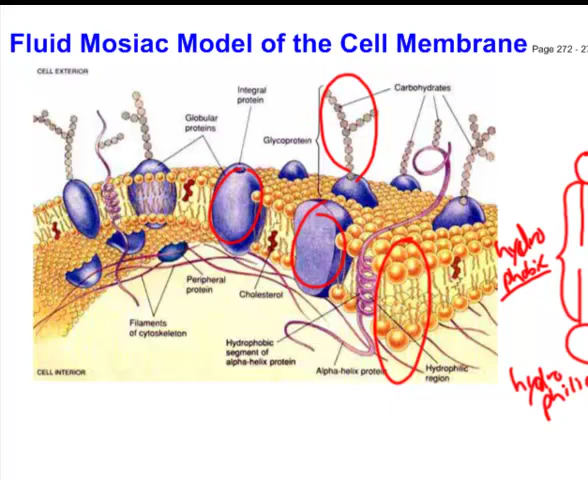 Fluid Mosiac Model of the Cell Membrane Page 272 - 27
CELL EXTERIOR
Integral
protein
Carbohydrates
Globular
proteins
Glycoprotein
hydro
phobic
Peripheral
protein
Cholesterol
Filaments
of cytoskeleton
Hydrophobic
segment of
alpha-helix protein
Alpha-helix protein
Hydrophilic
region
CELL INTERIOR
hydro
philic